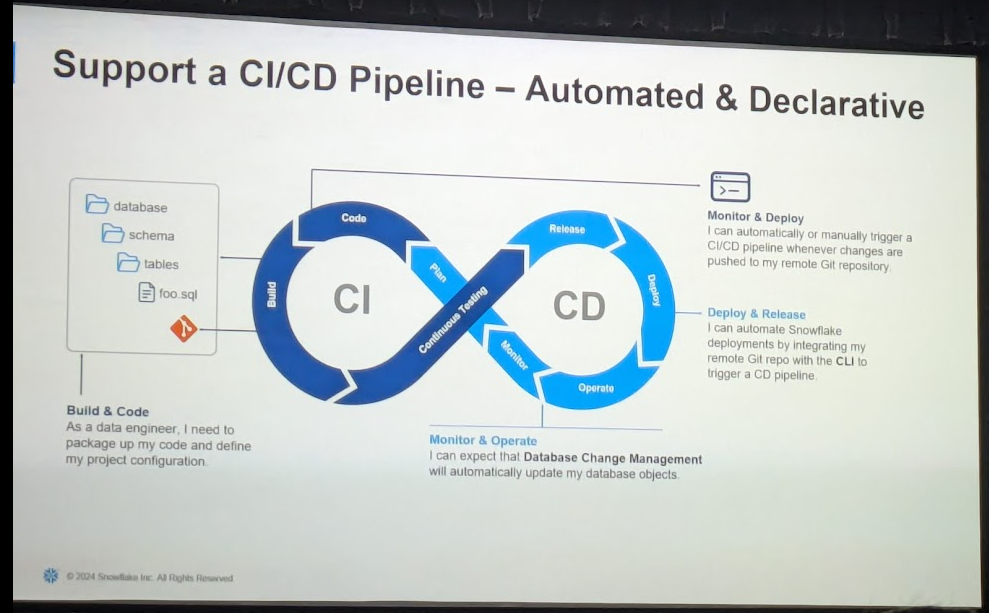 Support a CI/CD Pipeline – Automated & Declarative
database
schema
tables
foo.sql
Build & Code
As a data engineer, I need to
package up my code and define
my project configuration.
Code
Build
CI
Plan
Continuous Testing
Release
CD
Deploy
Monitor
Operate
Monitor & Deploy
I can automatically or manually trigger a
CI/CD pipeline whenever changes are
pushed to my remote Git repository.
Deploy & Release
I can automate Snowflake
deployments by integrating my
remote Git repo with the CLI to
trigger a CD pipeline.
Monitor & Operate
I can expect that Database Change Management
will automatically update my database objects.
© 2024 Snowflake Inc. All Rights Reserved